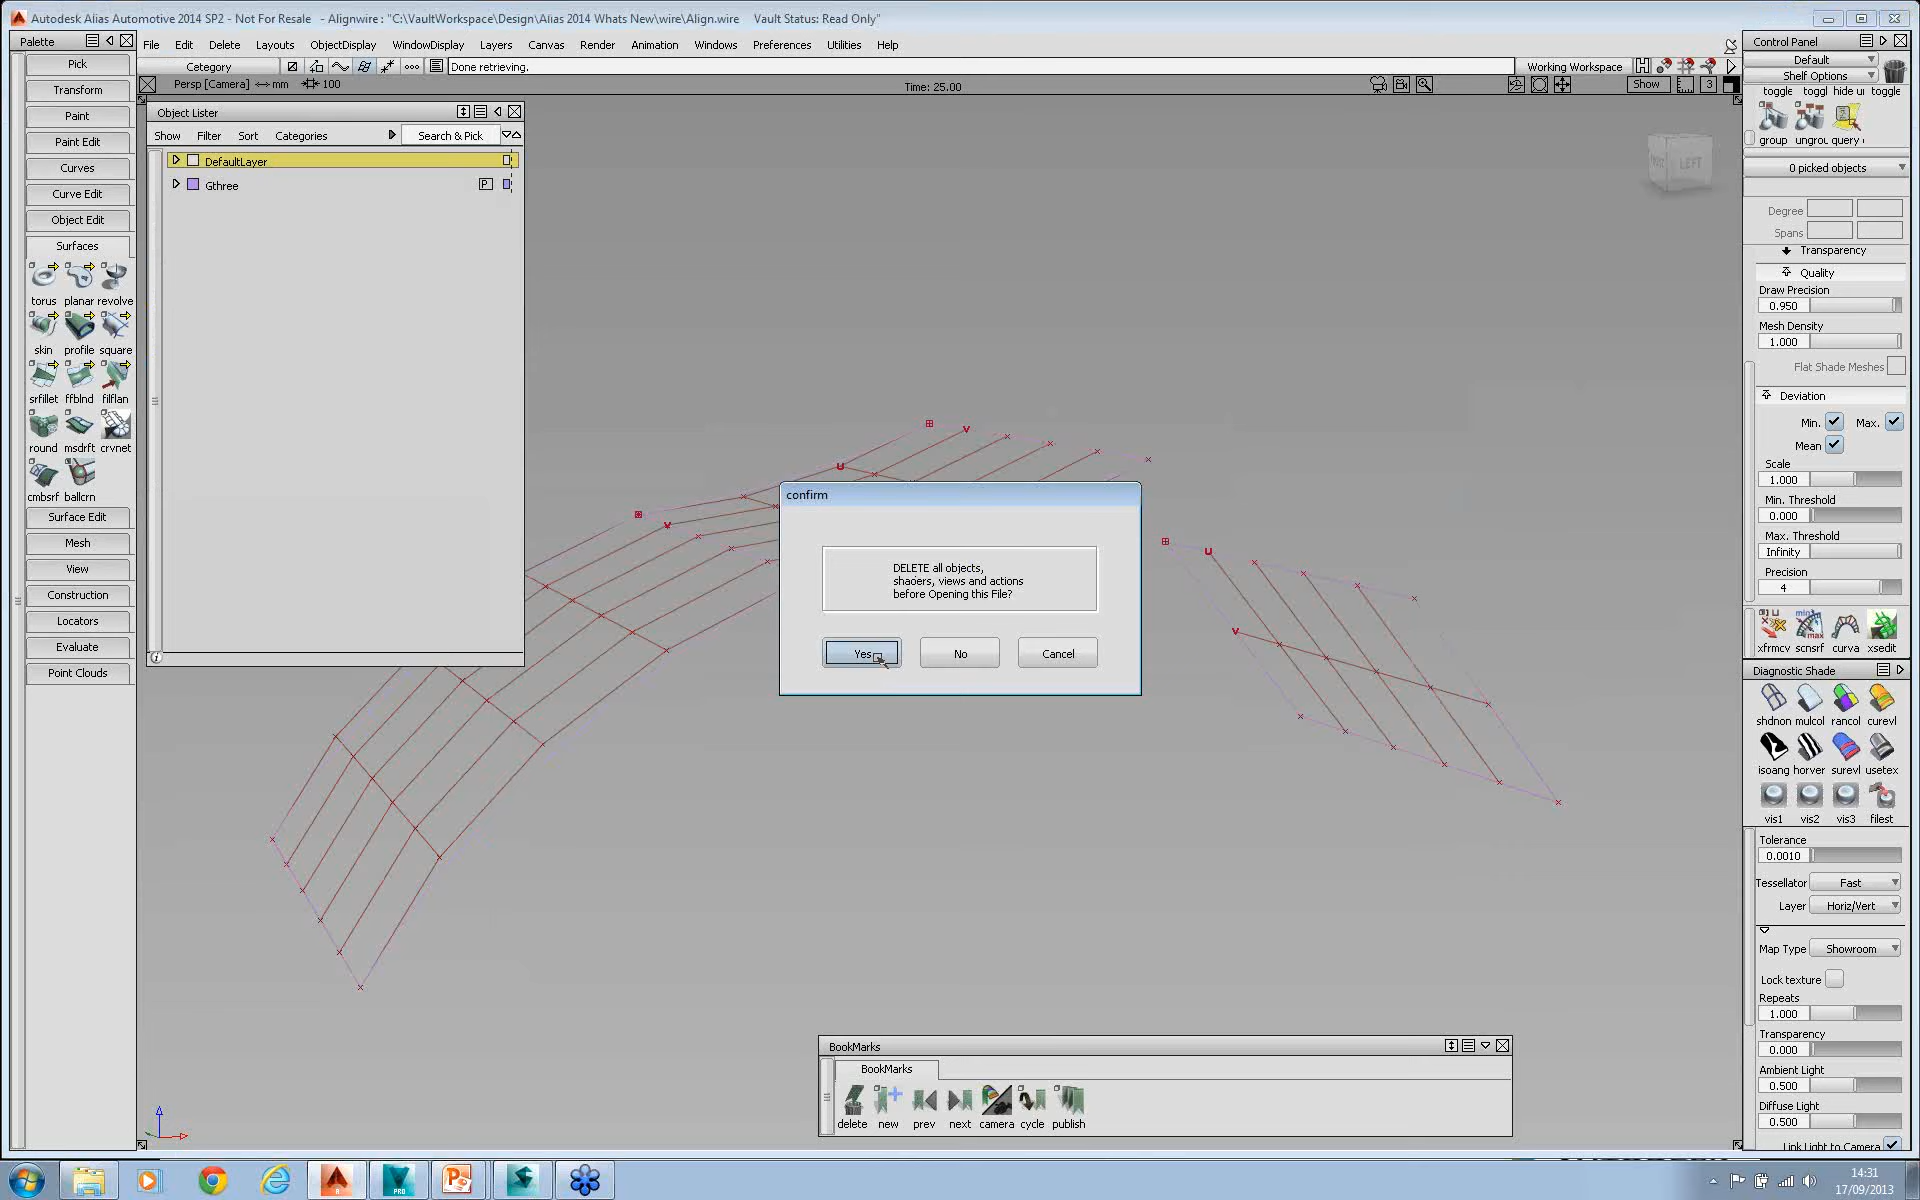 Autodesk Alias Automotive 2014 SP2 - Not For Resale - Alignwire : "C:\VaultWorkspace\Design\Alias 2014 Whats New\wire\Align.wire Vault Status: Read Only"
Palette
File Edit Delete Layouts ObjectDisplay WindowDisplay Layers Canvas Render Animation Windows Preferences Utilities Help
Category
Done retrieving.
Working Workspace
Persp [Camera] mm 100
Time: 25.00
Show
3
Pick
Transform
Paint
Paint Edit
Curves
Curve Edit
Object Edit
Surfaces
torus planar revolve
skin profile square
srfillet ffblnd filflan
round msdrft crvnet
cmbsrf ballcrn
Surface Edit
Mesh
View
Construction
Locators
Evaluate
Point Clouds
Object Lister
Show Filter Sort Categories Search & Pick
DefaultLayer
Gthree P
LEFT
U
V
V
U
V
confirm
DELETE all objects,
shaders, views and actions
before Opening this File?
Yes No Cancel
BookMarks
BookMarks
delete new prev next camera cycle publish
Control Panel
Default
Shelf Options
toggle toggl hide ui toggle
group ungrou query
0 picked objects
Degree
Spans
Transparency
Quality
Draw Precision
0.950
Mesh Density
1.000
Flat Shade Meshes
Deviation
Min. Max.
Mean
Scale
1.000
Min. Threshold
0.000
Max. Threshold
Infinity
Precision
4
xfrmcv scnsrf curva xsedit
Diagnostic Shade
shdnon mulcol rancol curevl
isoang horver surevl usetex
vis1 vis2 vis3 filest
Tolerance
0.0010
Tessellator Fast
Layer Horiz/Vert
Map Type Showroom
Lock texture
Repeats
1.000
Transparency
0.000
Ambient Light
0.500
Diffuse Light
0.500
Link Light to Camera
14:31
17/09/2013